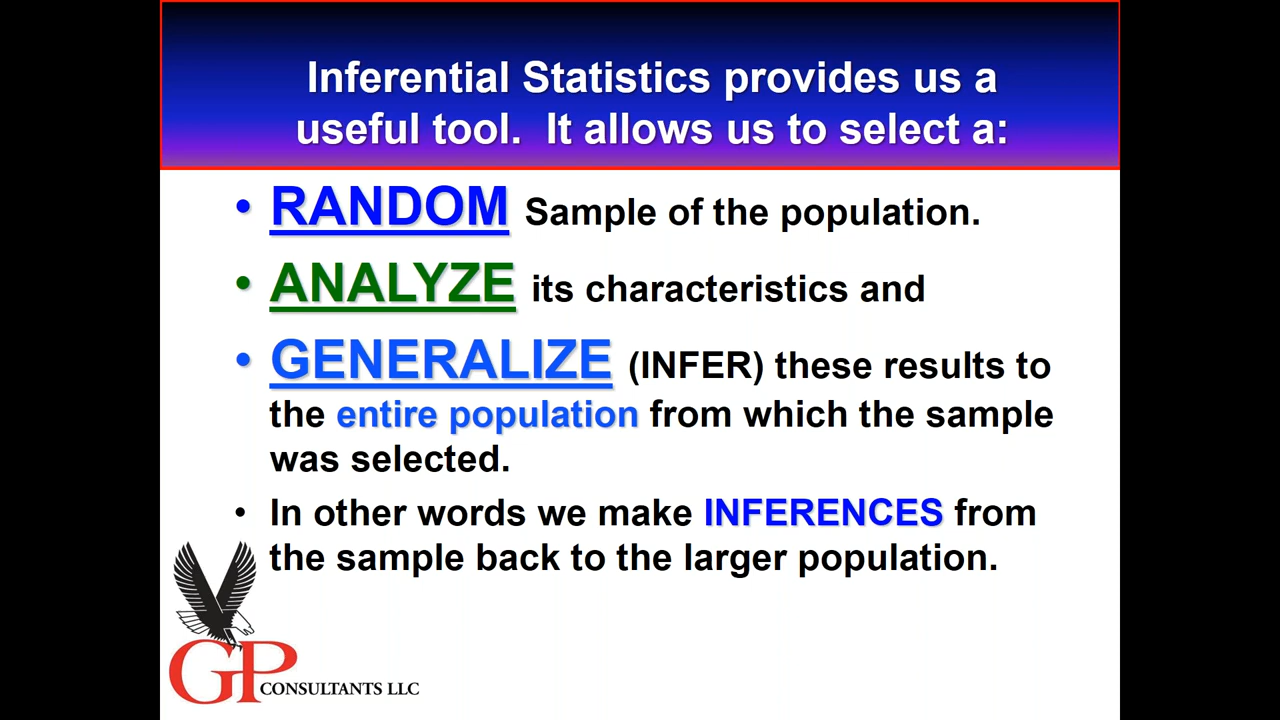 Inferential Statistics provides us a
useful tool.  It allows us to select a:
• RANDOM Sample of the population.
• ANALYZE its characteristics and
• GENERALIZE (INFER) these results to
the entire population from which the sample
was selected.
• In other words we make INFERENCES from
the sample back to the larger population.
GP CONSULTANTS LLC